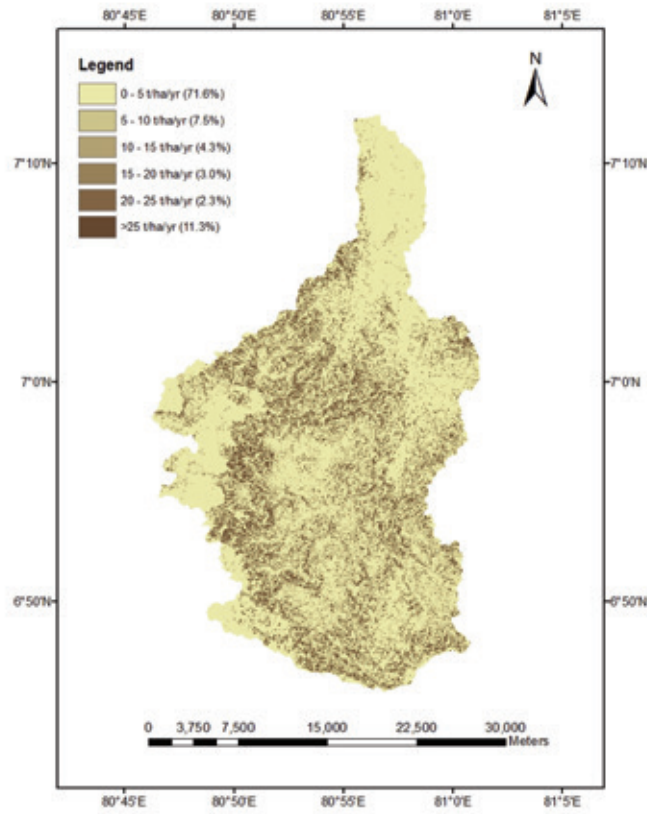 80°45'E 80°50'E 80°55'E 81°0'E
Legend
N
0 - 5 t/ha/yr (71.6%)
5 - 10 t/ha/yr (7.5%)
10 - 15 t/ha/yr (4.3%)
15 - 20 t/ha/yr (3.0%)
20 - 25 t/ha/yr (2.3%)
>25 t/ha/yr (11.3%)
7°10'N 7°10'N
7°0'N 7°0'N
6°50'N 6°50'N
0 3,750 7,500 15,000 22,500 30,000
Meters
80°45'E 80°50'E 80°55'E 81°0'E 81°5'E